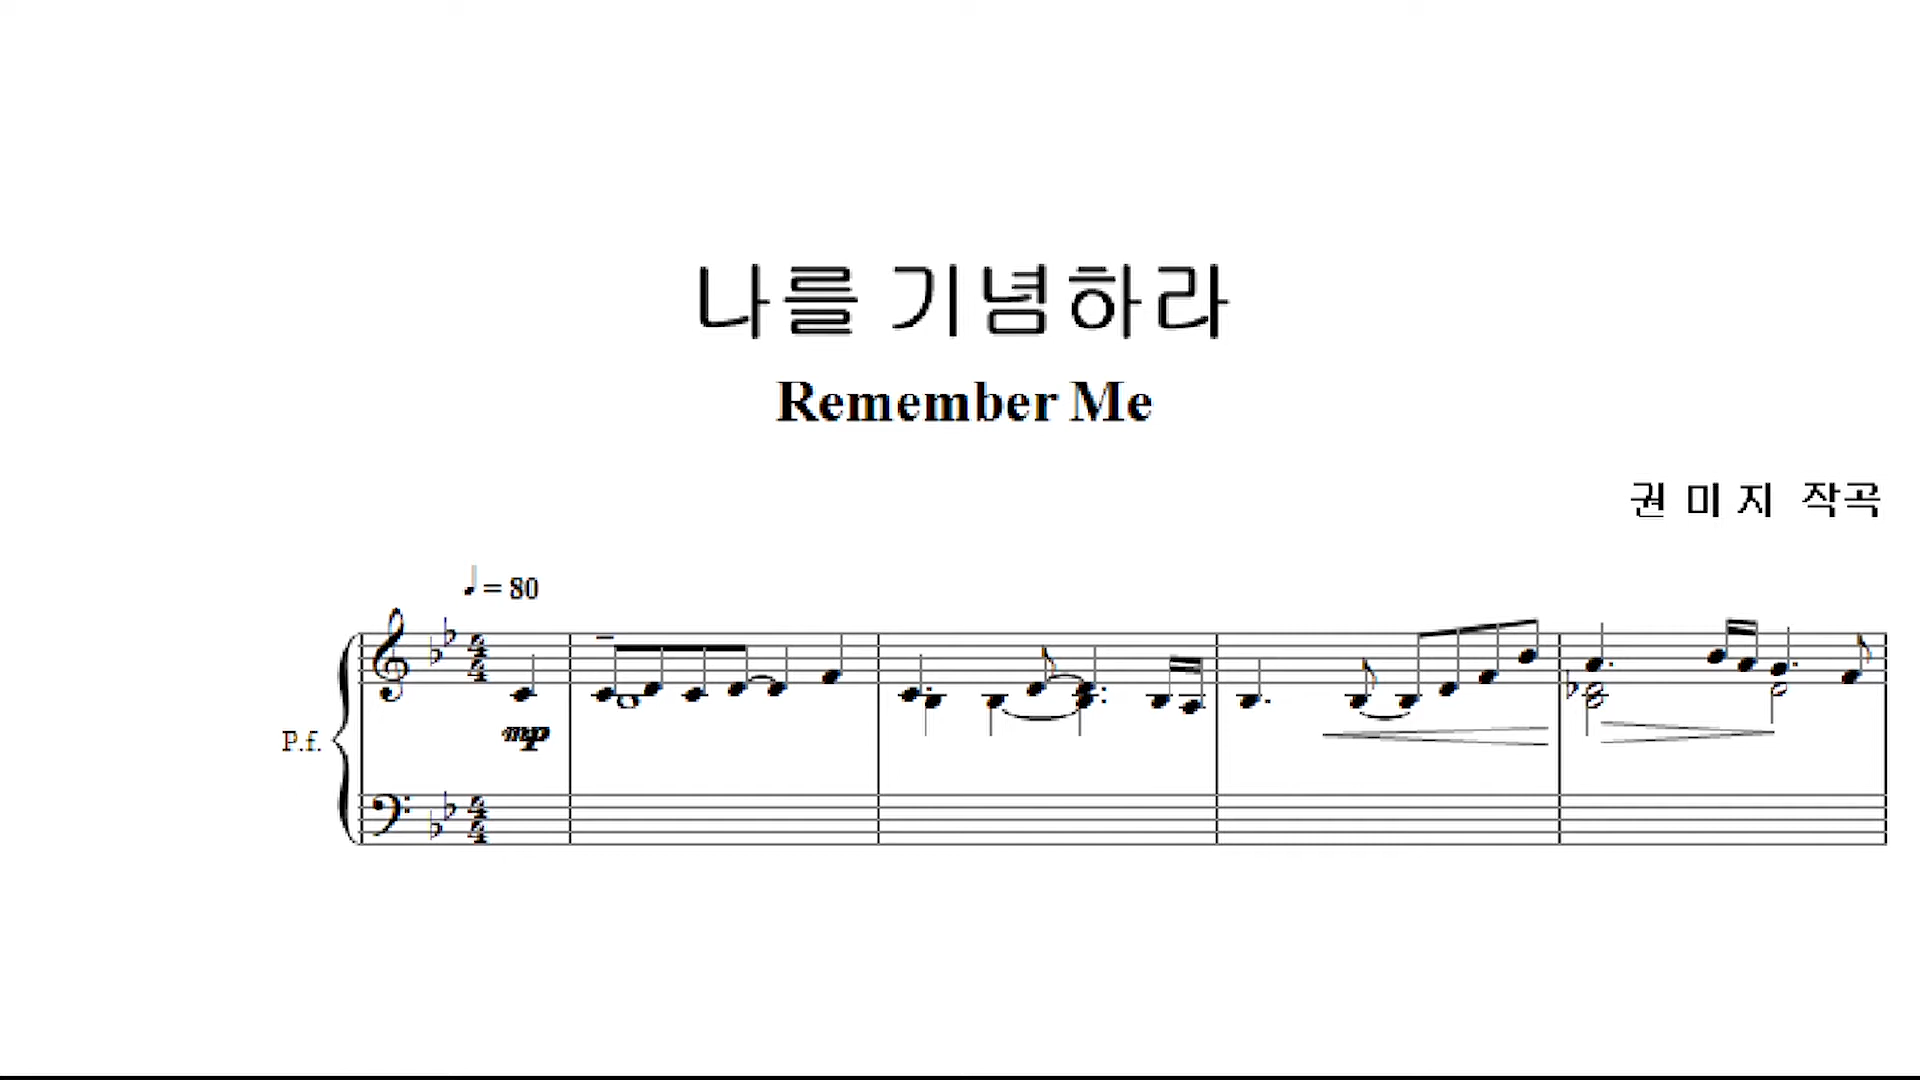 나를 기념하라
Remember Me
권 미 지 작곡
♩ = 80
mp
P.f.